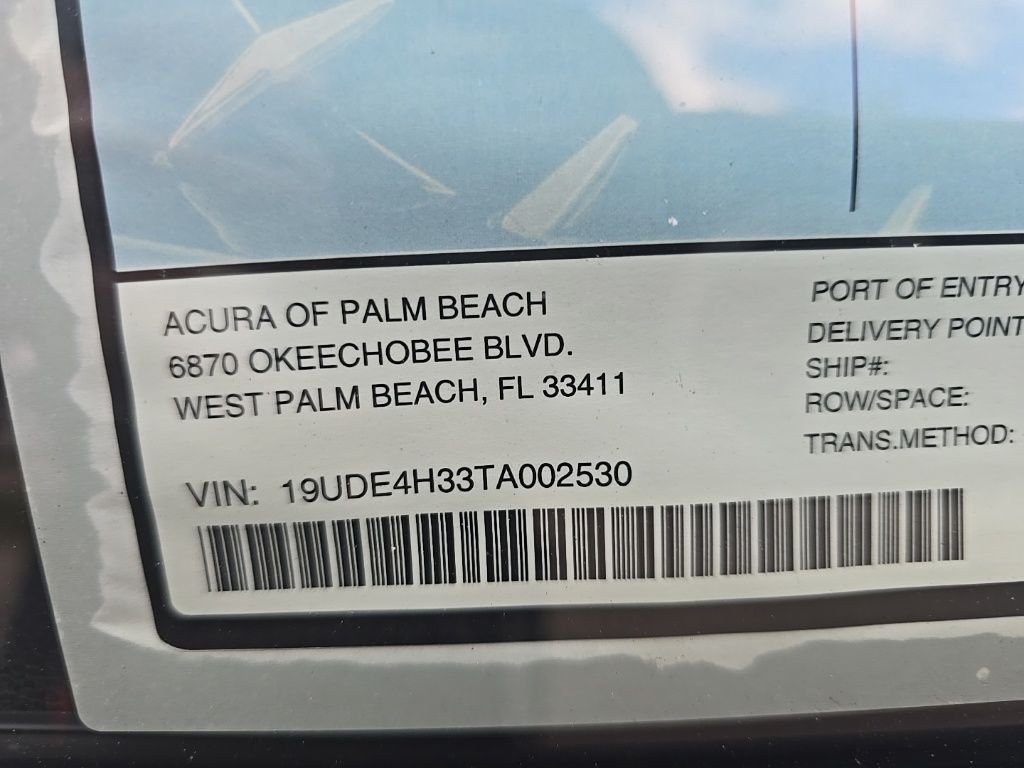 ACURA OF PALM BEACH
6870 OKEECHOBEE BLVD.
WEST PALM BEACH, FL 33411
VIN: 19UDE4H33TA002530
PORT OF ENTRY
DELIVERY POINT
SHIP#:
ROW/SPACE:
TRANS.METHOD: